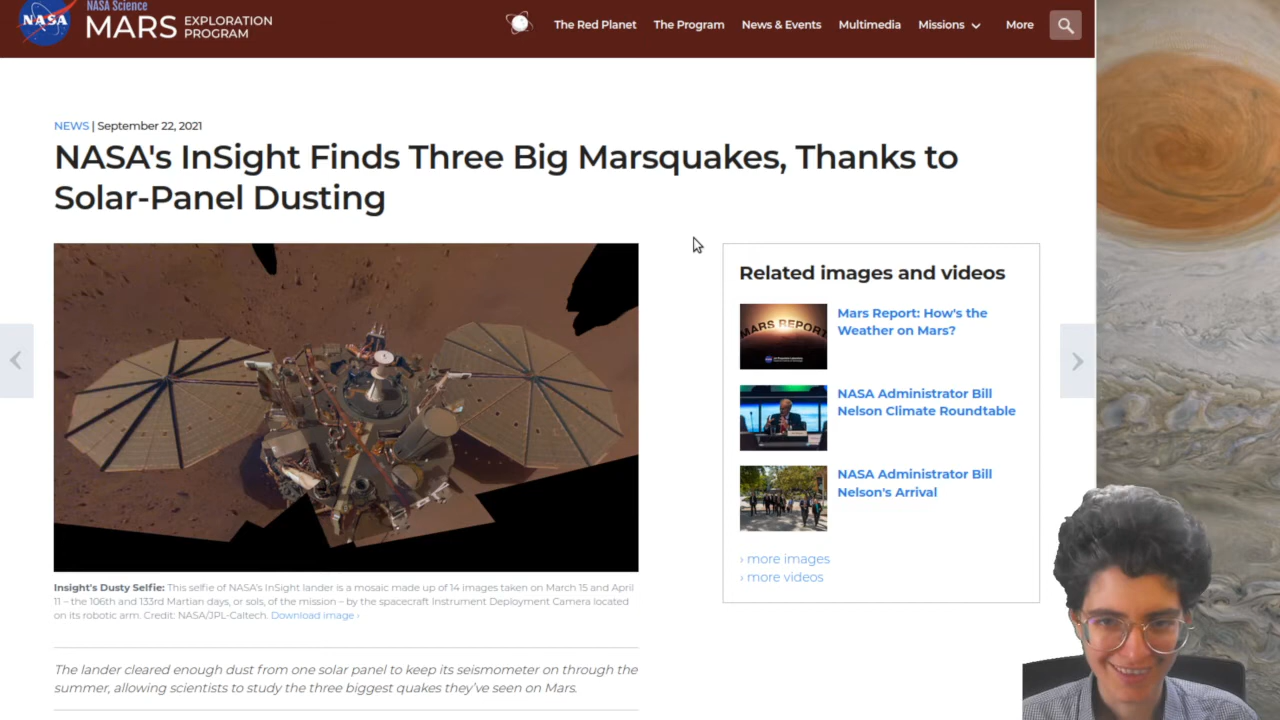 NASA
NASA Science
MARS EXPLORATION PROGRAM
The Red Planet
The Program
News & Events
Multimedia
Missions
More
NEWS | September 22, 2021
NASA's InSight Finds Three Big Marsquakes, Thanks to
Solar-Panel Dusting
Related images and videos
MARS REPORT
Mars Report: How's the
Weather on Mars?
NASA Administrator Bill
Nelson Climate Roundtable
NASA Administrator Bill
Nelson's Arrival
› more images
› more videos
Insight's Dusty Selfie: This selfie of NASA's InSight lander is a mosaic made up of 14 images taken on March 15 and April
11 – the 106th and 133rd Martian days, or sols, of the mission – by the spacecraft Instrument Deployment Camera located
on its robotic arm. Credit: NASA/JPL-Caltech. Download image ›
The lander cleared enough dust from one solar panel to keep its seismometer on through the
summer, allowing scientists to study the three biggest quakes they've seen on Mars.